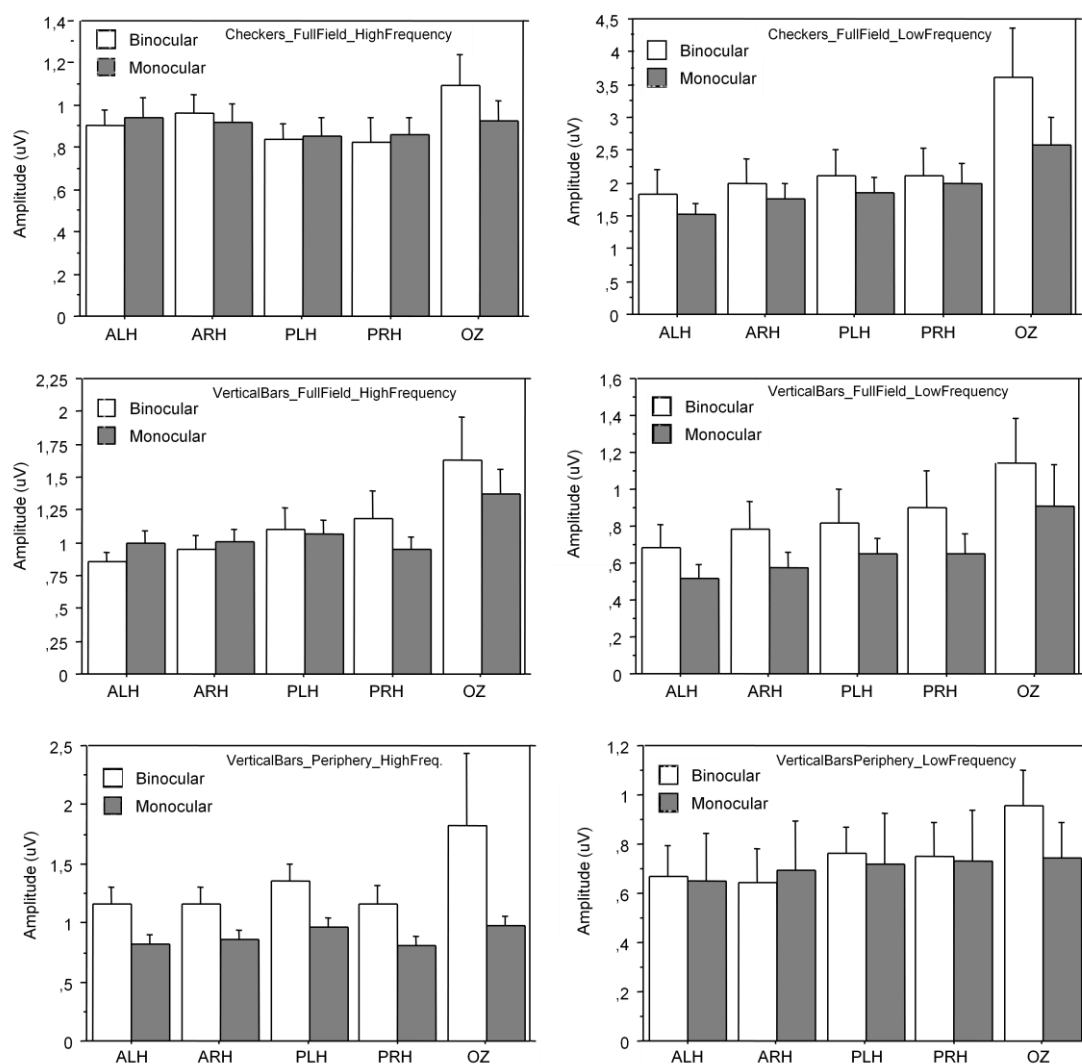 Checkers_FullField_HighFrequency
Binocular
Monocular
Amplitude (uV)
1,4
1,2
1
,8
,6
,4
,2
0
ALH ARH PLH PRH OZ
Checkers_FullField_LowFrequency
Binocular
Monocular
Amplitude (uV)
4,5
4
3,5
3
2,5
2
1,5
1
,5
0
ALH ARH PLH PRH OZ
VerticalBars_FullField_HighFrequency
Binocular
Monocular
Amplitude (uV)
2,25
2
1,75
1,5
1,25
1
,75
,5
,25
0
ALH ARH PLH PRH OZ
VerticalBars_FullField_LowFrequency
Binocular
Monocular
Amplitude (uV)
1,6
1,4
1,2
1
,8
,6
,4
,2
0
ALH ARH PLH PRH OZ
VerticalBars_Periphery_HighFreq.
Binocular
Monocular
Amplitude (uV)
2,5
2
1,5
1
,5
0
ALH ARH PLH PRH OZ
VerticalBarsPeriphery_LowFrequency
Binocular
Monocular
Amplitude (uV)
1,2
1
,8
,6
,4
,2
0
ALH ARH PLH PRH OZ